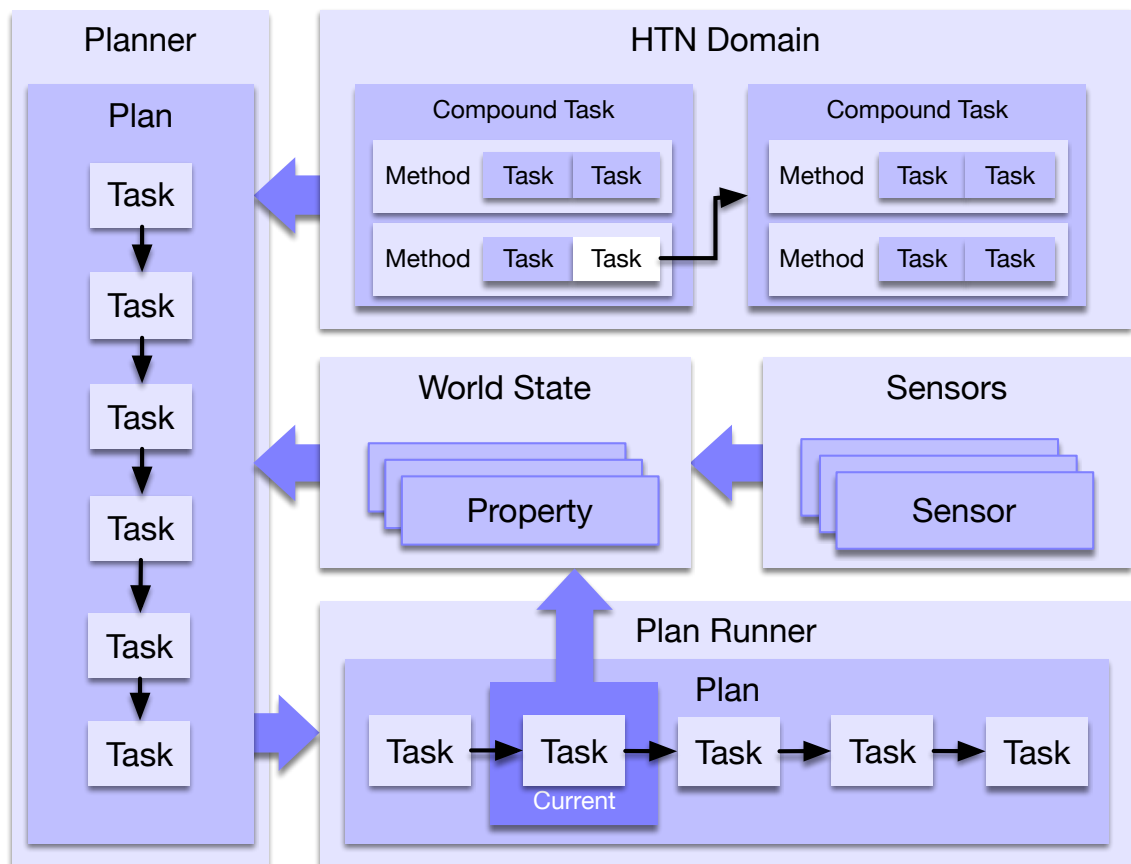 Planner
Plan
Task
Task
Task
Task
Task
Task
HTN Domain
Compound Task
Method Task Task
Method Task Task
Compound Task
Method Task Task
Method Task Task
World State
Property
Sensors
Sensor
Plan Runner
Plan
Task Task Task Task Task
Current